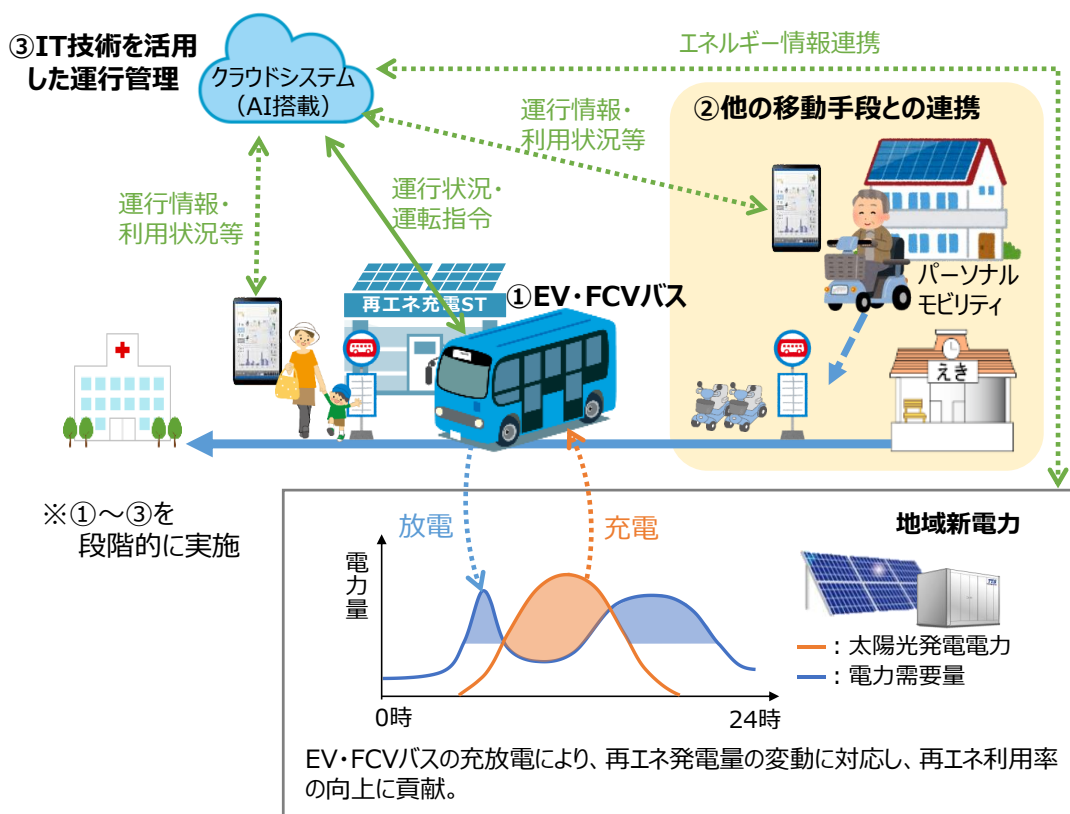 ③IT技術を活用
した運行管理
クラウドシステム
（AI搭載）
エネルギー情報連携
運行情報・
利用状況等
②他の移動手段との連携
運行情報・
利用状況等
運行状況・
運転指令
パーソナル
モビリティ
再エネ充電ST
①EV・FCVバス
えき
※①～③を
段階的に実施
放電
充電
地域新電力
電力量
：太陽光発電電力
：電力需要量
0時
24時
EV・FCVバスの充放電により、再エネ発電量の変動に対応し、再エネ利用率
の向上に貢献。